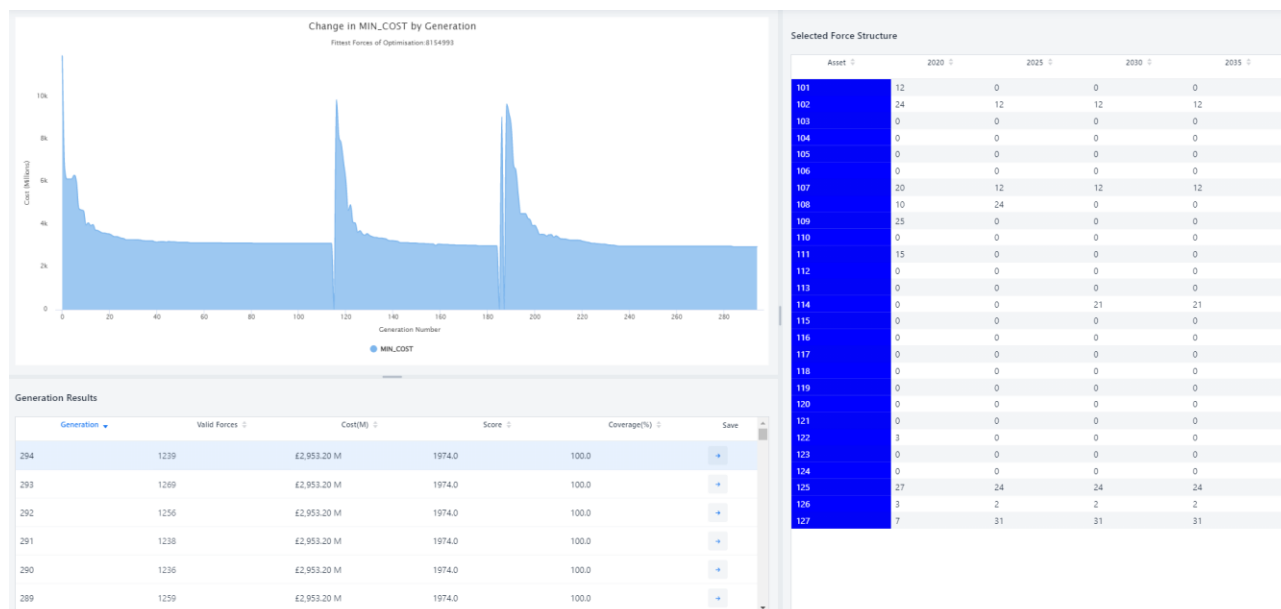 Change in MIN_COST by Generation
Fittest Forces of Optimisation:8154993
Cost (Millions)
10k
8k
6k
4k
2k
0
0 20 40 60 80 100 120 140 160 180 200 220 240 260 280
Generation Number
MIN_COST
Generation Results
Generation Valid Forces Cost(M) Score Coverage(%) Save
294 1239 £2,953.20 M 1974.0 100.0
293 1269 £2,953.20 M 1974.0 100.0
292 1256 £2,953.20 M 1974.0 100.0
291 1238 £2,953.20 M 1974.0 100.0
290 1236 £2,953.20 M 1974.0 100.0
289 1259 £2,953.20 M 1974.0 100.0
Selected Force Structure
Asset 2020 2025 2030 2035
101 12 0 0 0
102 24 12 12 12
103 0 0 0 0
104 0 0 0 0
105 0 0 0 0
106 0 0 0 0
107 20 12 12 12
108 10 24 0 0
109 25 0 0 0
110 0 0 0 0
111 15 0 0 0
112 0 0 0 0
113 0 0 0 0
114 0 0 21 21
115 0 0 0 0
116 0 0 0 0
117 0 0 0 0
118 0 0 0 0
119 0 0 0 0
120 0 0 0 0
121 0 0 0 0
122 3 0 0 0
123 0 0 0 0
124 0 0 0 0
125 27 24 24 24
126 3 2 2 2
127 7 31 31 31